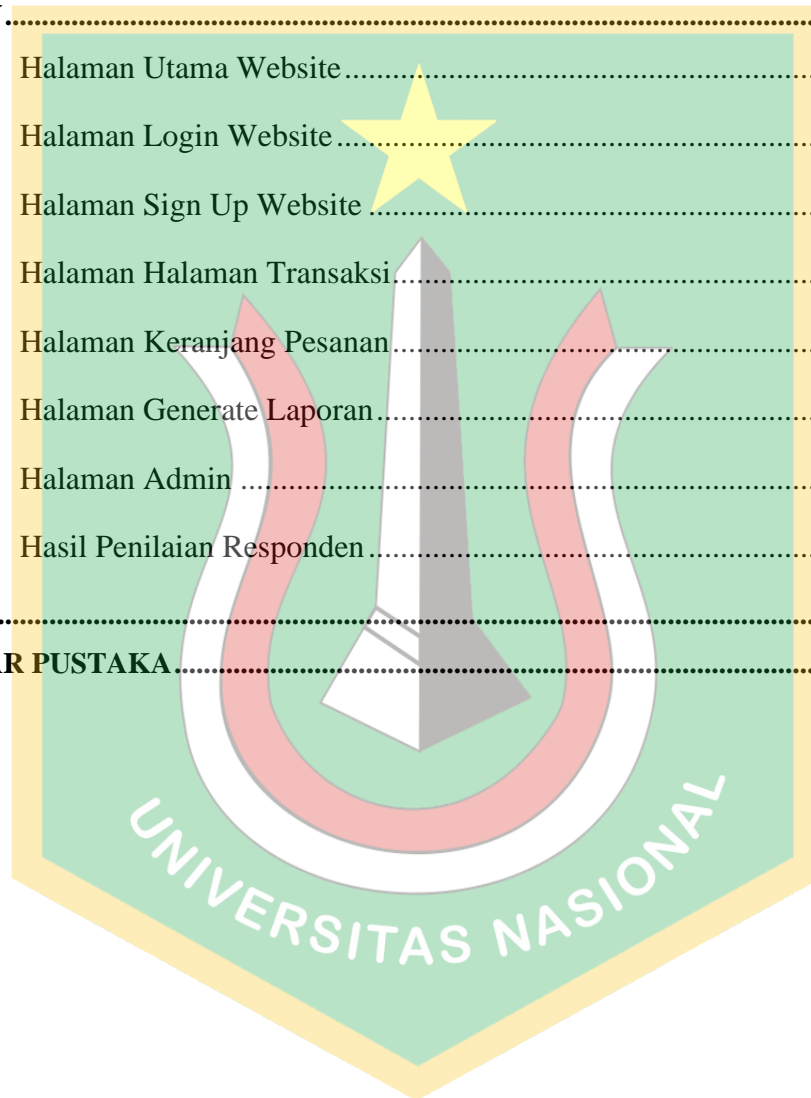 Halaman Utama Website........................................................
Halaman Login Website........................................................
Halaman Sign Up Website........................................................
Halaman Halaman Transaksi........................................................
Halaman Keranjang Pesanan........................................................
Halaman Generate Laporan........................................................
Halaman Admin ........................................................
Hasil Penilaian Responden........................................................
AR PUSTAKA........................................................
UNIVERSITAS NASIONAL